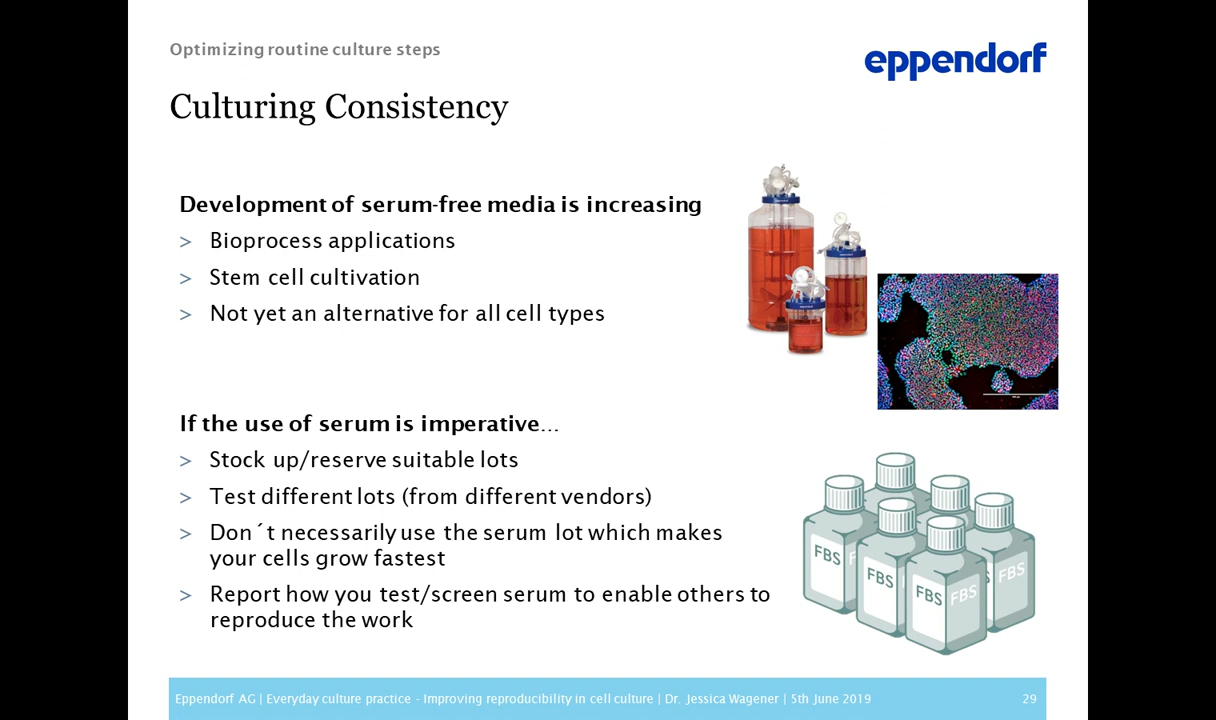 Optimizing routine culture steps
eppendorf
Culturing Consistency
Development of serum-free media is increasing
> Bioprocess applications
> Stem cell cultivation
> Not yet an alternative for all cell types
If the use of serum is imperative...
> Stock up/reserve suitable lots
> Test different lots (from different vendors)
> Don´t necessarily use the serum lot which makes
your cells grow fastest
> Report how you test/screen serum to enable others to
reproduce the work
FBS
FBS
FBS
FBS
FBS
Eppendorf AG | Everyday culture practice - Improving reproducibility in cell culture | Dr. Jessica Wagener | 5th June 2019
29